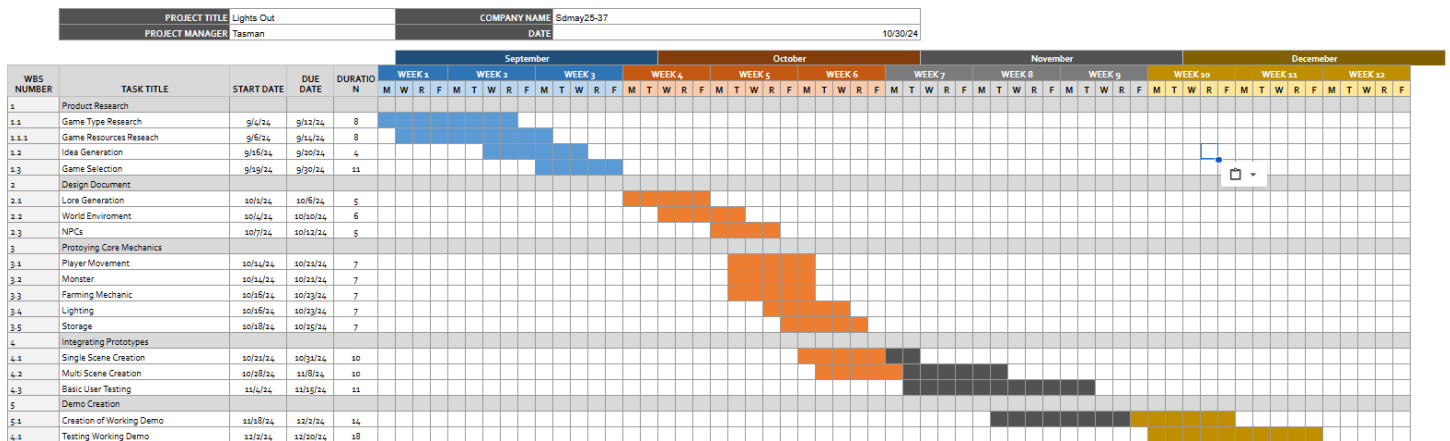 PROJECT TITLE Lights Out COMPANY NAME Sdmay25-37
PROJECT MANAGER Tasman DATE 10/30/24
September October November Decemeber
WBS NUMBER TASK TITLE START DATE DUE DATE DURATIO N WEEK 1 WEEK 2 WEEK 3 WEEK 4 WEEK 5 WEEK 6 WEEK 7 WEEK 8 WEEK 9 WEEK 10 WEEK 11 WEEK 12
M W R F M T W R F M T W R F M T W R F M T W R F M T W R F M T W R F M T W R F M T W R F M T W R F M T W R F M T W R F
1 Product Research
1.1 Game Type Research 9/4/24 9/12/24 8
1.1.1 Game Resources Reseach 9/6/24 9/14/24 8
1.2 Idea Generation 9/16/24 9/20/24 4
1.3 Game Selection 9/19/24 9/30/24 11
2 Design Document
2.1 Lore Generation 10/1/24 10/6/24 5
2.2 World Enviroment 10/4/24 10/10/24 6
2.3 NPCs 10/7/24 10/12/24 5
3 Protoying Core Mechanics
3.1 Player Movement 10/14/24 10/21/24 7
3.2 Monster 10/14/24 10/21/24 7
3.3 Farming Mechanic 10/16/24 10/23/24 7
3.4 Lighting 10/16/24 10/23/24 7
3.5 Storage 10/18/24 10/25/24 7
4 Integrating Prototypes
4.1 Single Scene Creation 10/21/24 10/31/24 10
4.2 Multi Scene Creation 10/28/24 11/8/24 10
4.3 Basic User Testing 11/4/24 11/15/24 11
5 Demo Creation
5.1 Creation of Working Demo 11/18/24 12/2/24 14
4.1 Testing Working Demo 12/2/24 12/20/24 18